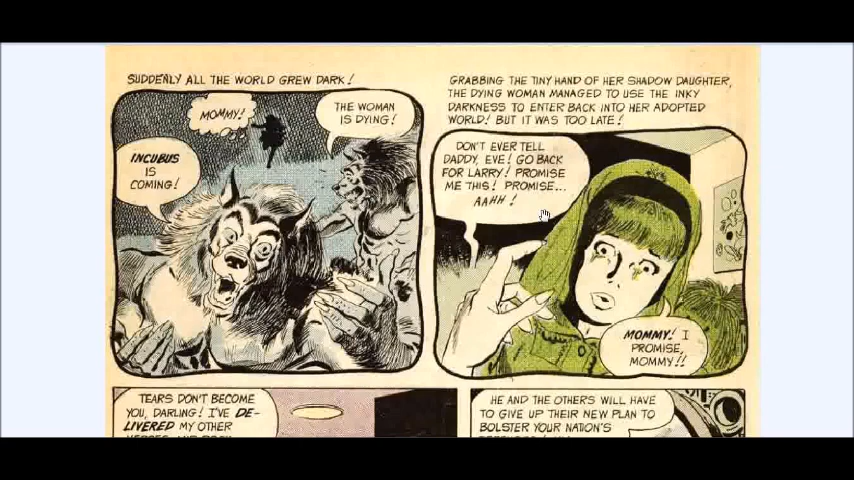 SUDDENLY ALL THE WORLD GREW DARK!
MOMMY!
THE WOMAN
IS DYING!
INCUBUS
IS
COMING!
GRABBING THE TINY HAND OF HER SHADOW DAUGHTER,
THE DYING WOMAN MANAGED TO USE THE INKY
DARKNESS TO ENTER BACK INTO HER ADOPTED
WORLD! BUT IT WAS TOO LATE!
DON'T EVER TELL
DADDY, EVE! GO BACK
FOR LARRY! PROMISE
ME THIS! PROMISE...
AAHH!
MOMMY! I
PROMISE,
MOMMY!!
TEARS DON'T BECOME
YOU, DARLING! I'VE DE-
LIVERED MY OTHER
HE AND THE OTHERS WILL HAVE
TO GIVE UP THEIR NEW PLAN TO
BOLSTER YOUR NATION'S